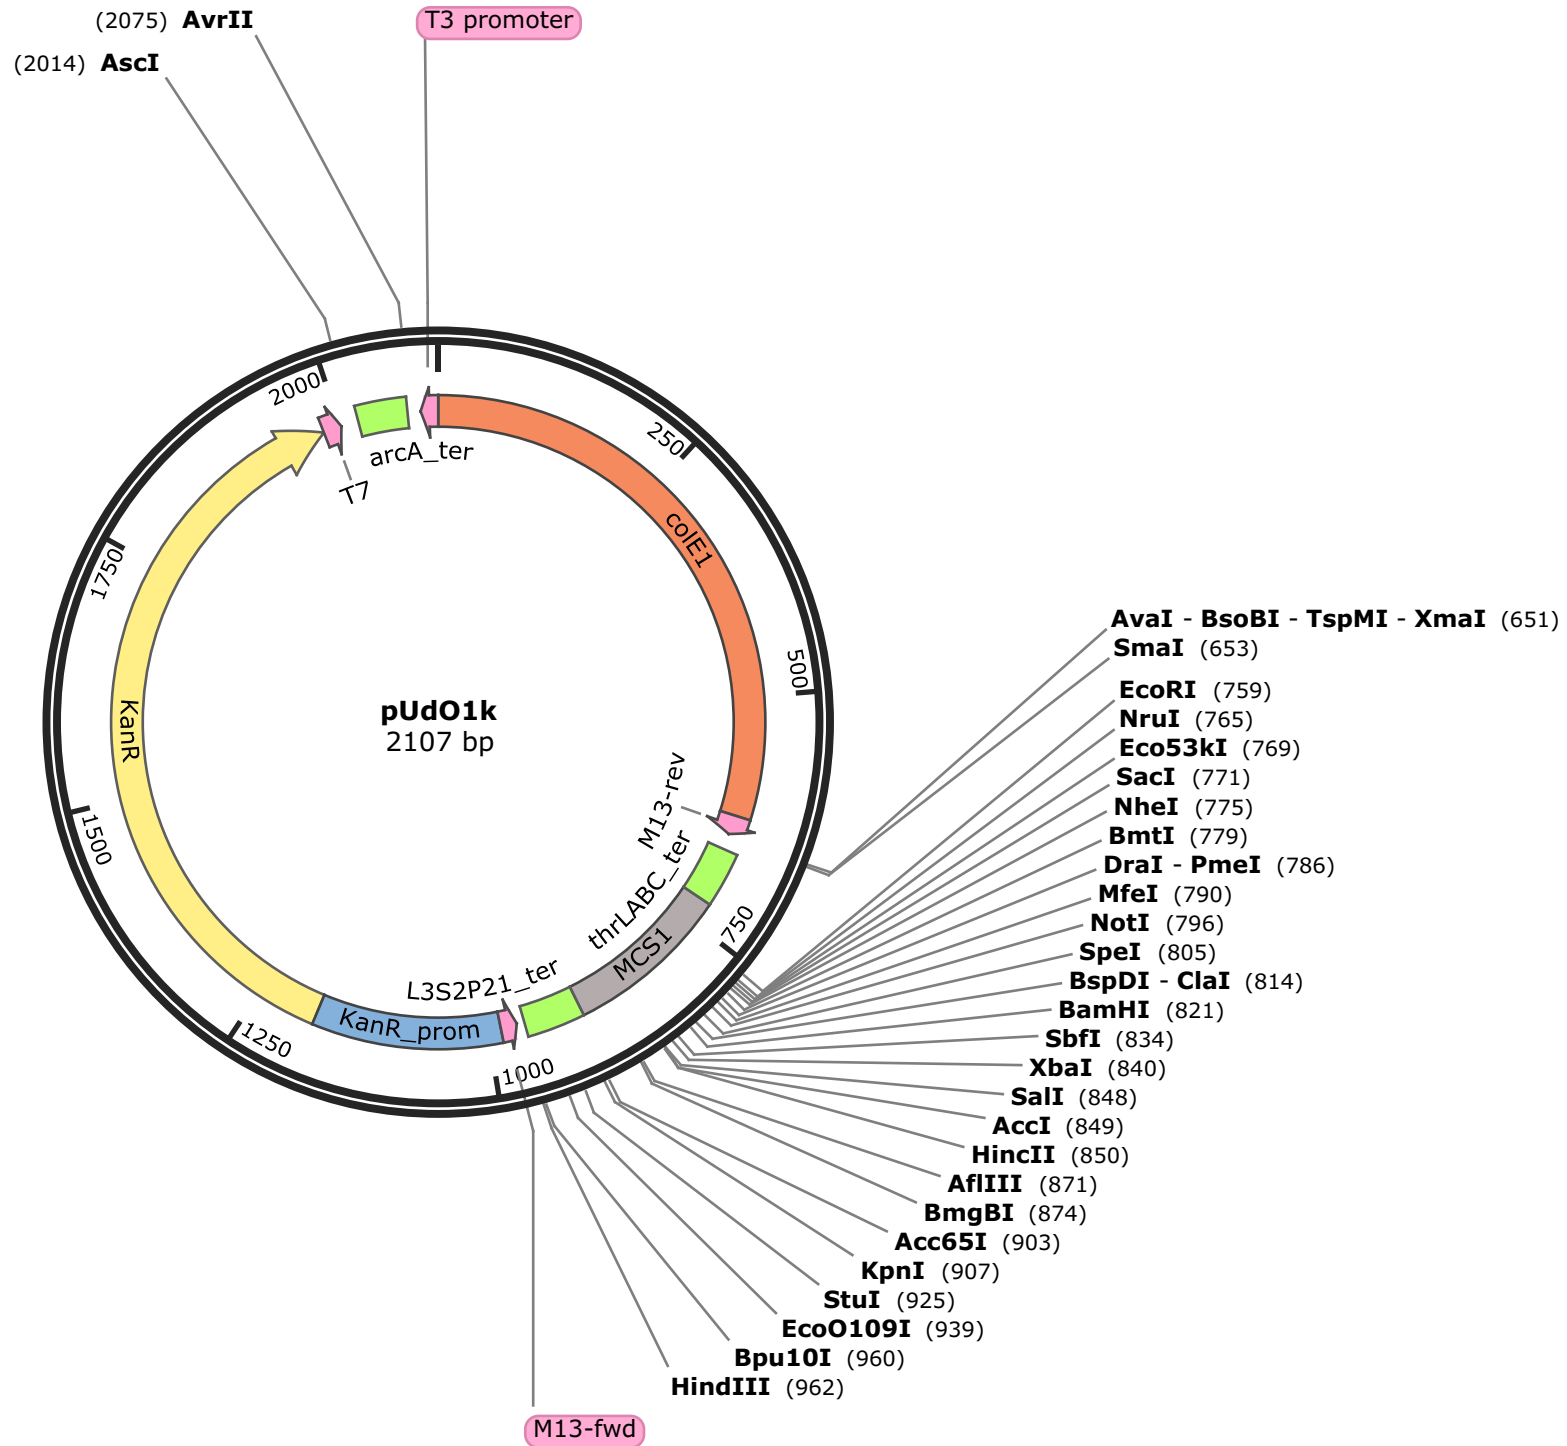 (2075) AvrII
T3 promoter
(2014) AscI
2000
arcA_ter
T7
250
colE1
1750
500
AvaI - BsoBI - TspMI - XmaI (651)
SmaI (653)
EcoRI (759)
NruI (765)
Eco53kI (769)
SacI (771)
NheI (775)
BmtI (779)
DraI - PmeI (786)
MfeI (790)
NotI (796)
SpeI (805)
BspDI - ClaI (814)
BamHI (821)
SbfI (834)
XbaI (840)
SalI (848)
AccI (849)
HincII (850)
AflIII (871)
BmgBI (874)
Acc65I (903)
KpnI (907)
StuI (925)
EcoO109I (939)
Bpu10I (960)
HindIII (962)
KanR
pUdO1k
2107 bp
M13-rev
thrLABC_ter
750
MCS1
1500
L3S2P21_ter
KanR_prom
1250
1000
M13-fwd